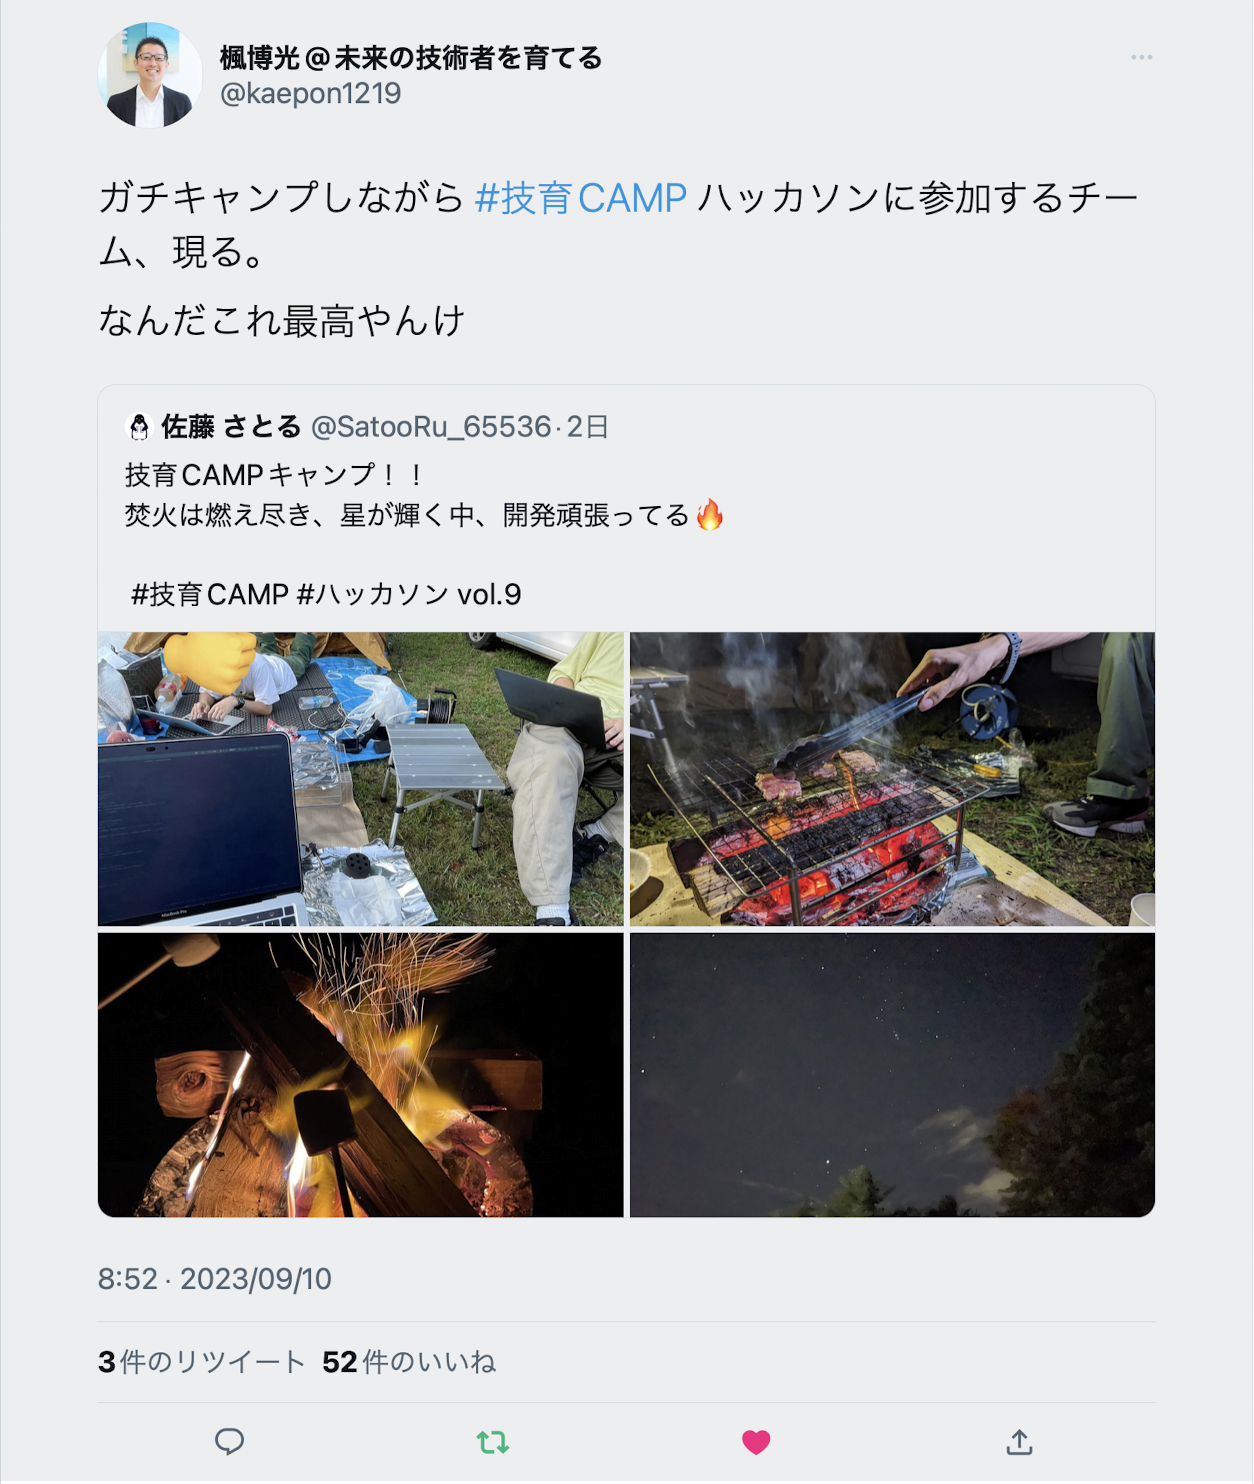 楓博光@未来の技術者を育てる
@kaepon1219
ガチキャンプしながら #技育CAMP ハッカソンに参加するチー
ム、現る。
なんだこれ最高やんけ
佐藤 さとる @SatooRu_65536· 2日
技育CAMPキャンプ！！
焚火は燃え尽き、星が輝く中、開発頑張ってる🔥
#技育CAMP #ハッカソン vol.9
MacBook Pro
8:52 · 2023/09/10
3件のリツイート 52件のいいね